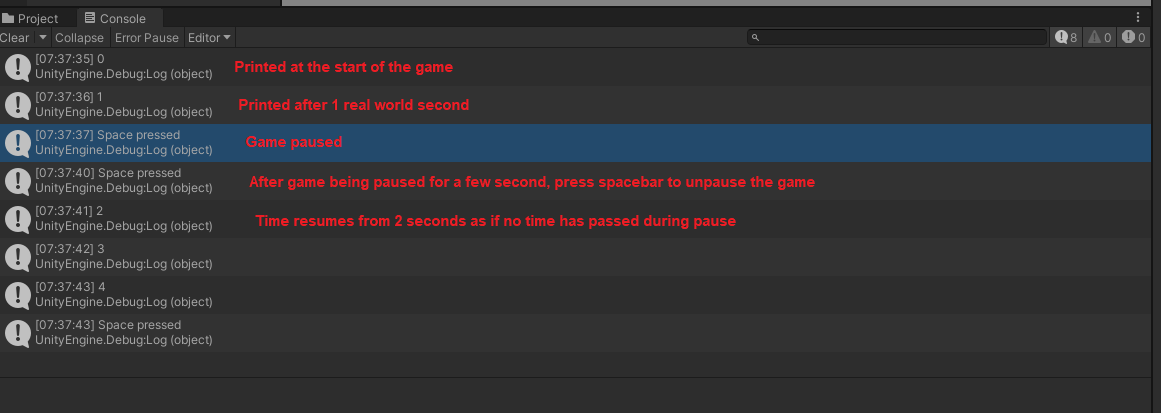 Project Console
Clear Collapse Error Pause Editor 8 0 0
[07:37:35] 0
UnityEngine.Debug:Log (object)
Printed at the start of the game
[07:37:36] 1
UnityEngine.Debug:Log (object)
Printed after 1 real world second
[07:37:37] Space pressed
UnityEngine.Debug:Log (object)
Game paused
[07:37:40] Space pressed
UnityEngine.Debug:Log (object)
After game being paused for a few second, press spacebar to unpause the game
[07:37:41] 2
UnityEngine.Debug:Log (object)
Time resumes from 2 seconds as if no time has passed during pause
[07:37:42] 3
UnityEngine.Debug:Log (object)
[07:37:43] 4
UnityEngine.Debug:Log (object)
[07:37:43] Space pressed
UnityEngine.Debug:Log (object)